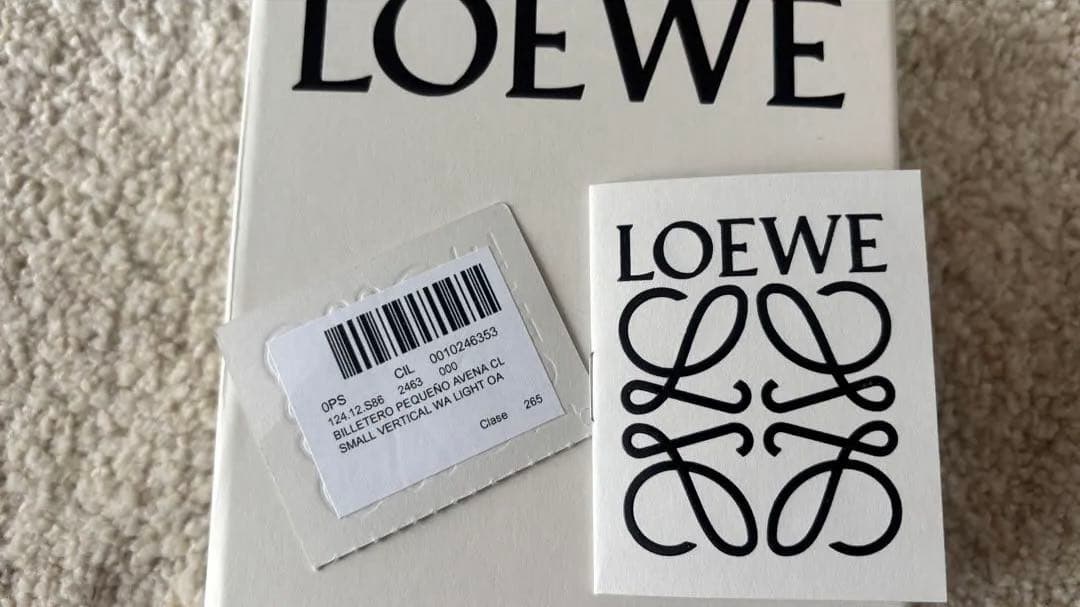 LOEWE
0PS CIL 0010246353
124.12.S86 2463 000
BILLETERO PEQUEÑO AVENA CL
SMALL VERTICAL WA LIGHT OA
Clase 265
LOEWE